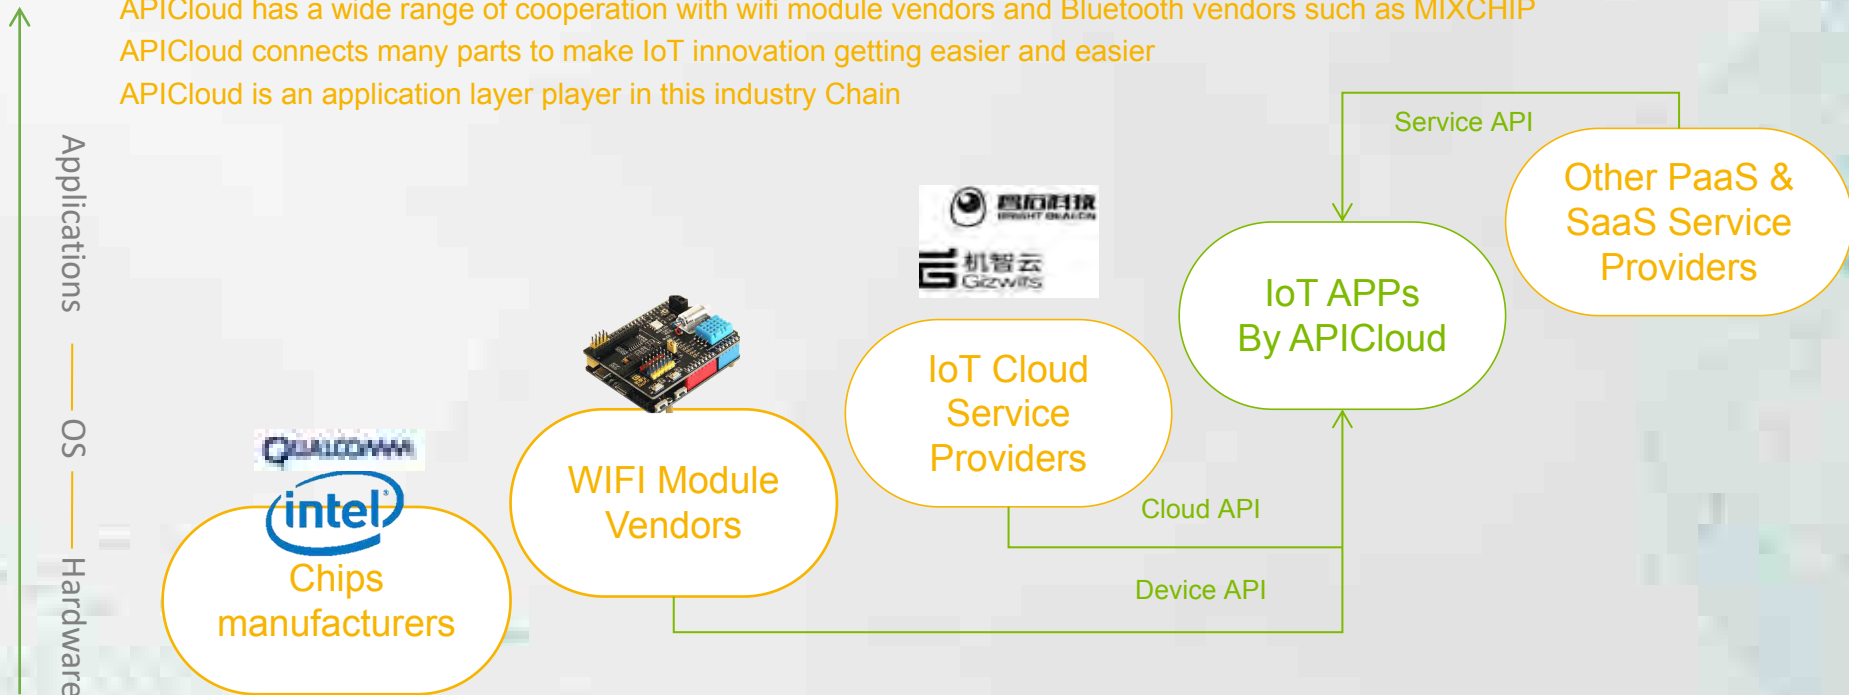 APICloud has a wide range of cooperation with wifi module vendors and Bluetooth vendors such as MIXCHIP
APICloud connects many parts to make IoT innovation getting easier and easier
APICloud is an application layer player in this industry Chain
Applications
OS
Hardware
Service API
Other PaaS &
SaaS Service
Providers
IoT APPs
By APICloud
BRIGHT BEACON
机智云
Gizwits
IoT Cloud
Service
Providers
WIFI Module
Vendors
QUALCOMM
intel
Chips
manufacturers
Cloud API
Device API